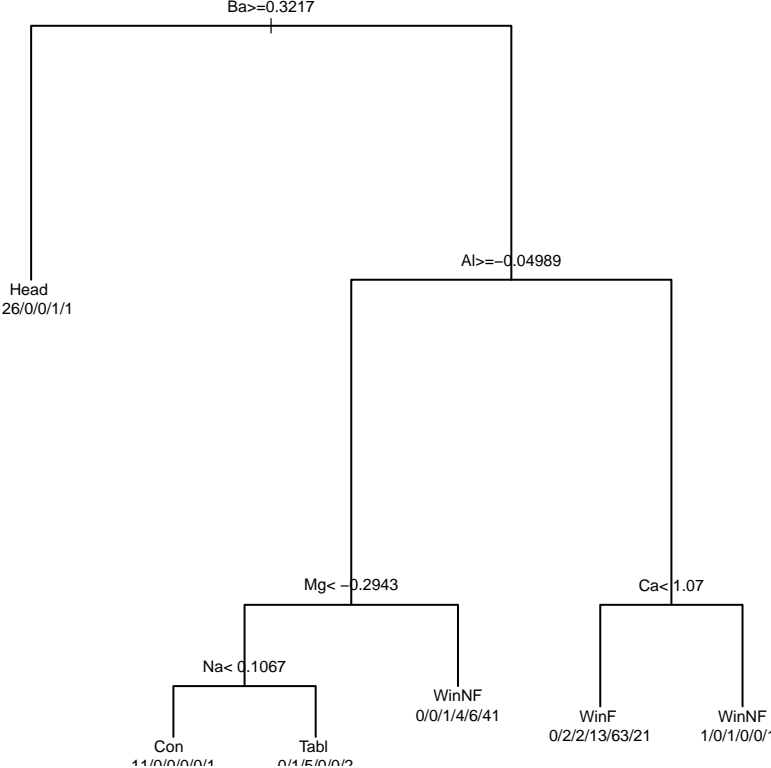 Ba>=0.3217
Al>=−0.04989
Head
26/0/0/1/1
Mg< −0.2943
Ca< 1.07
Na< 0.1067
WinNF
0/0/1/4/6/41
WinF
0/2/2/13/63/21
WinNF
Con
Tabl